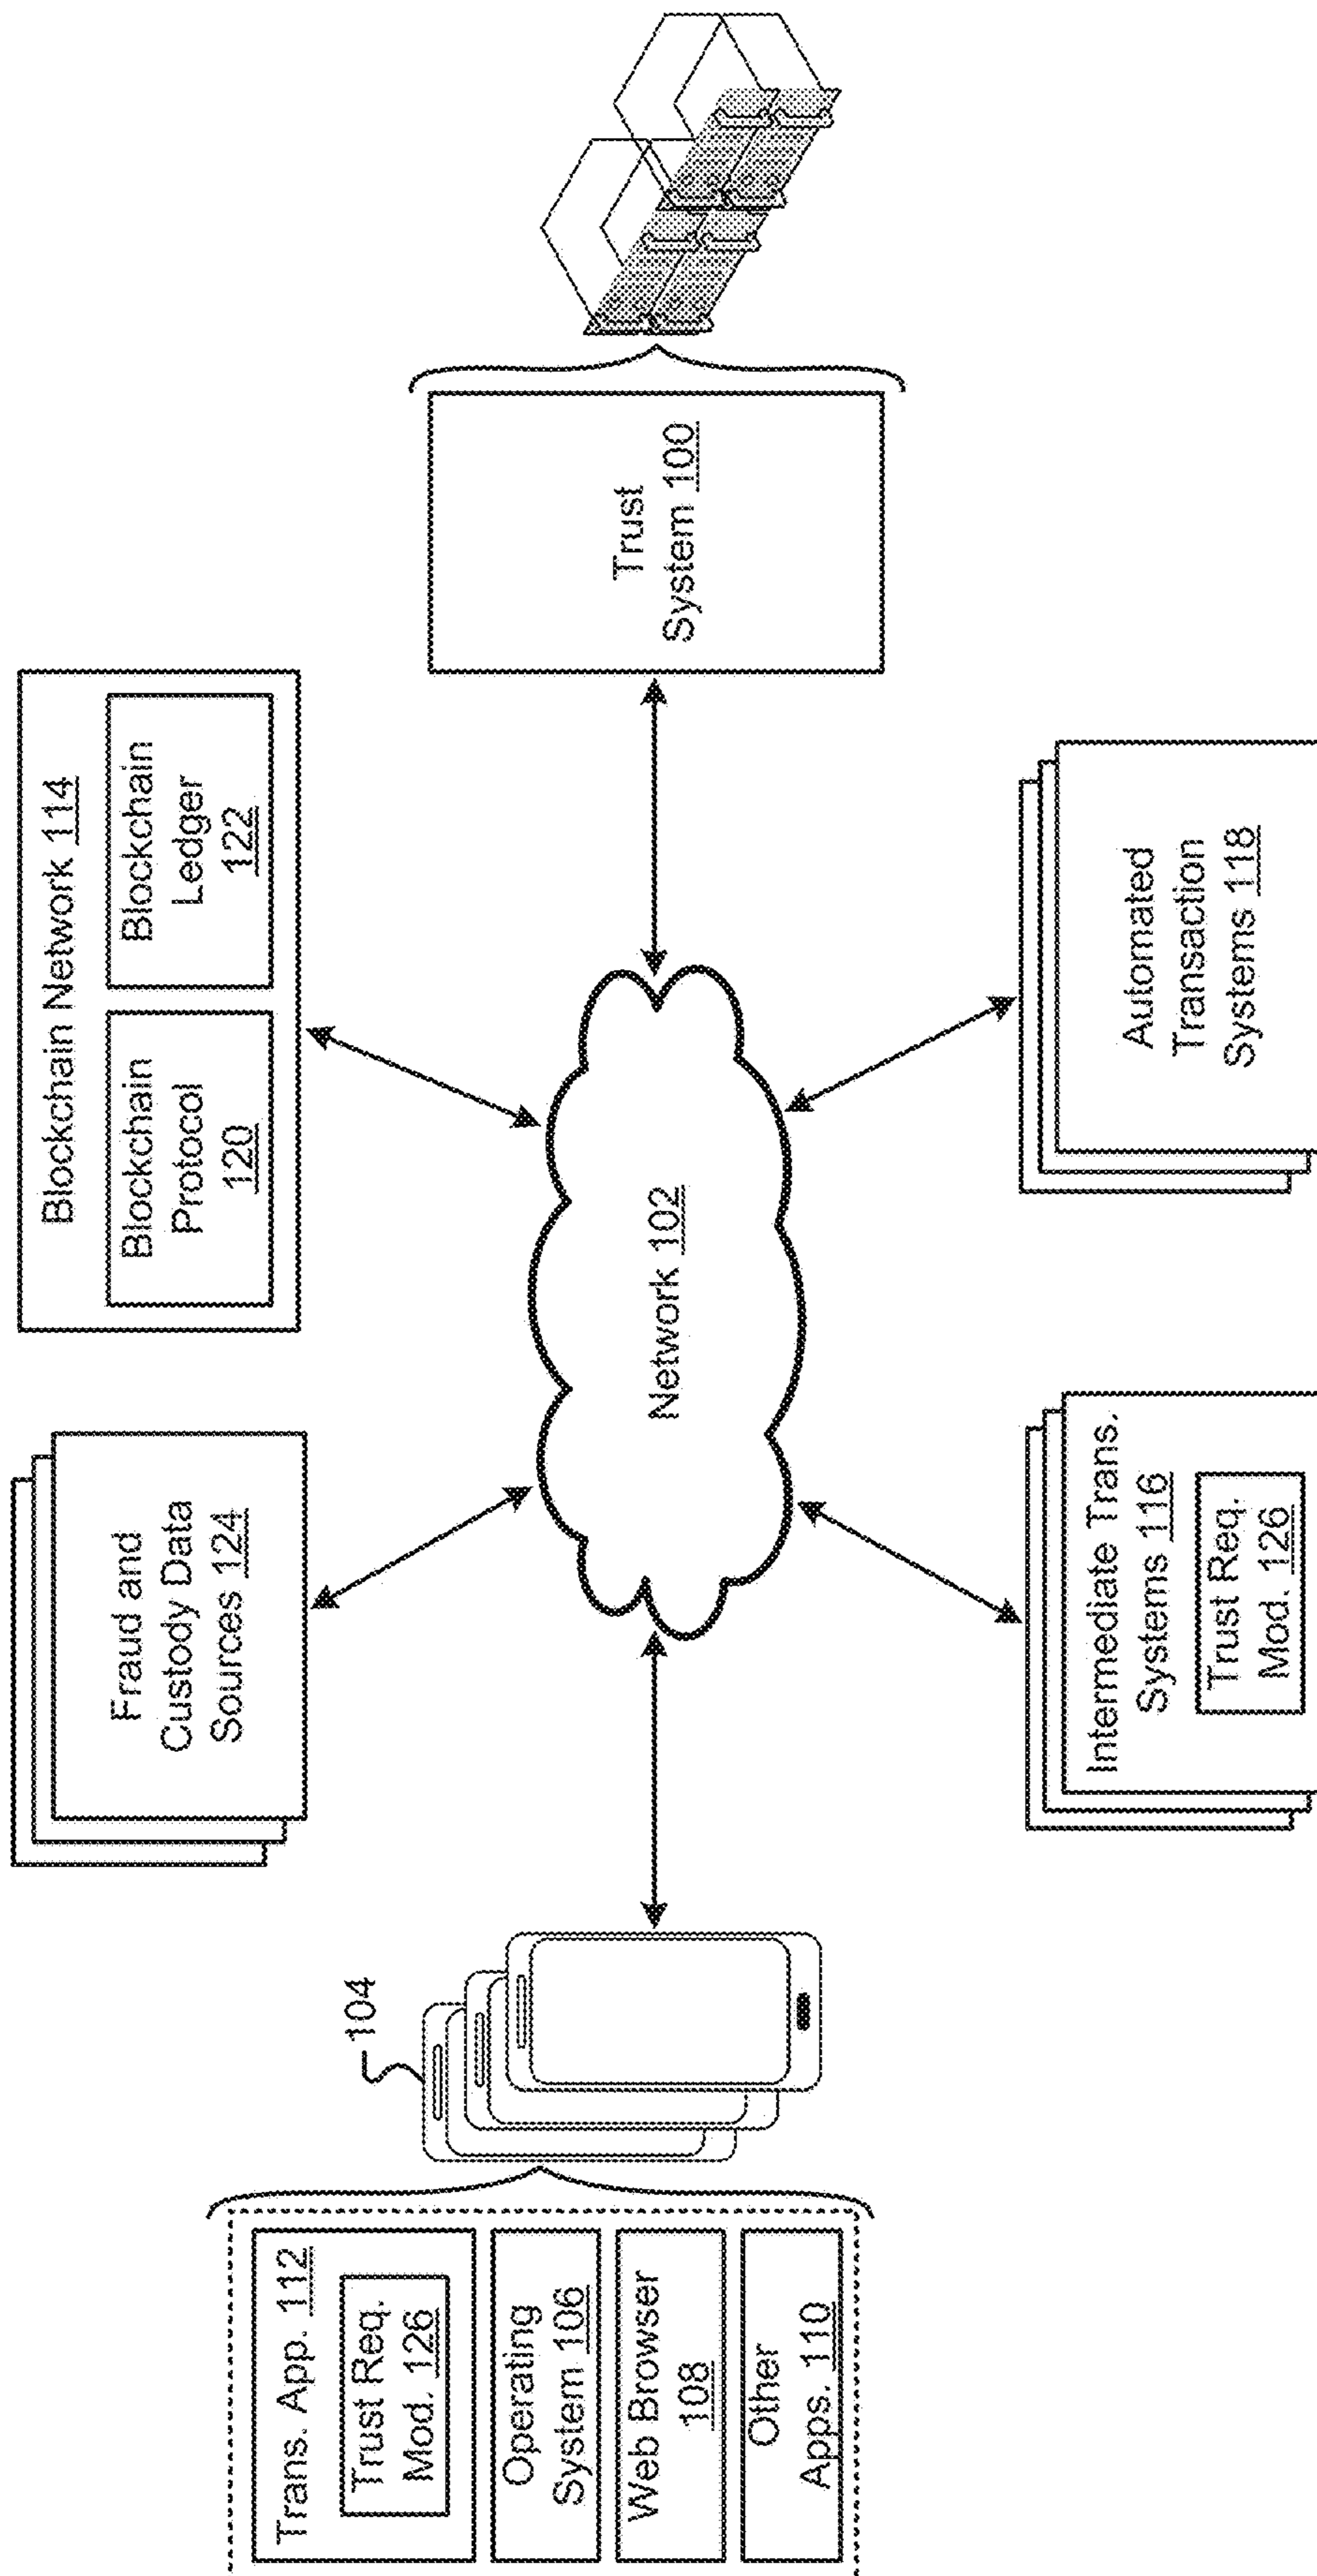 Fraud and
Custody Data
Sources 124
Blockchain Network 114
Blockchain
Protocol
120
Blockchain
Ledger
122
104
Trans. App. 112
Trust Req.
Mod. 126
Operating
System 106
Web Browser
108
Other
Apps. 110
Network 102
Trust
System 100
Intermediate Trans.
Systems 116
Trust Req.
Mod. 126
Automated
Transaction
Systems 118